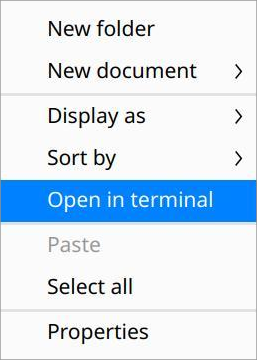 New folder
New document
Display as
Sort by
Open in terminal
Paste
Select all
Properties